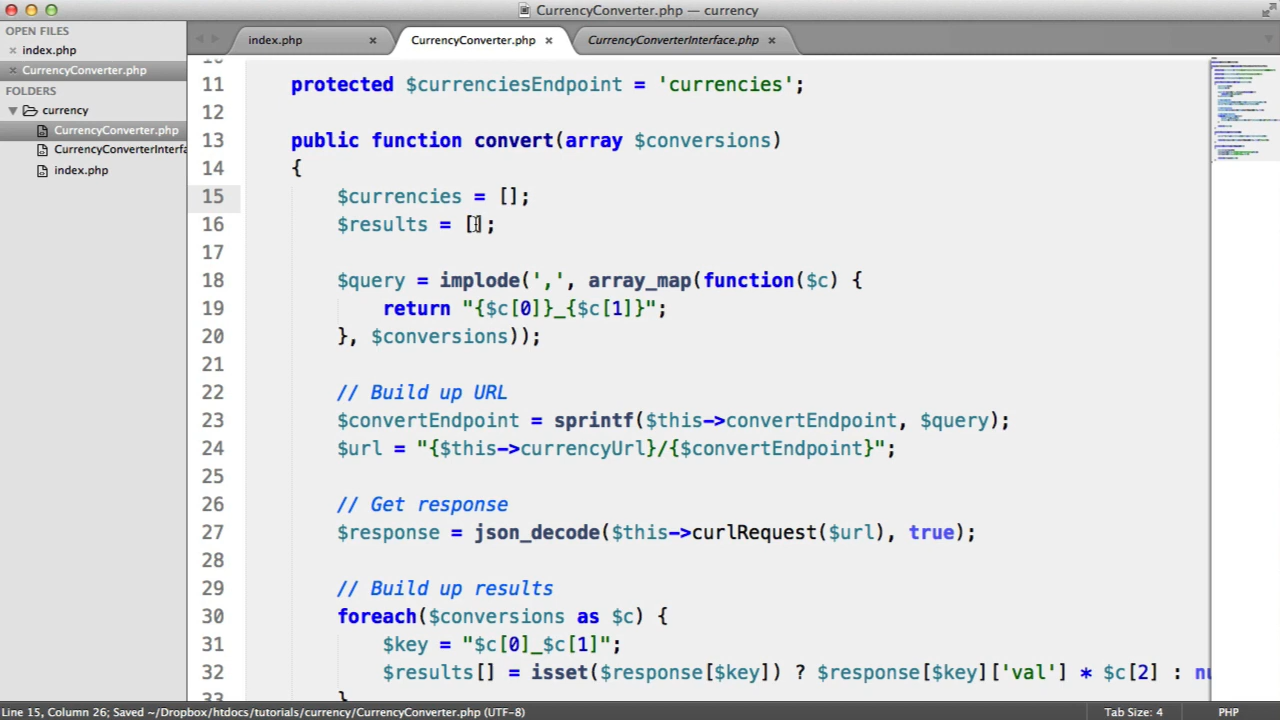 CurrencyConverter.php — currency
OPEN FILES
index.php
CurrencyConverter.php
FOLDERS
currency
CurrencyConverter.php
CurrencyConverterInterfa
index.php
index.php
CurrencyConverter.php
CurrencyConverterInterface.php
10
11 protected $currenciesEndpoint = 'currencies';
12
13 public function convert(array $conversions)
14 {
15 $currencies = [];
16 $results = [];
17
18 $query = implode(',', array_map(function($c) {
19 return "{$c[0]}_{$c[1]}";
20 }, $conversions));
21
22 // Build up URL
23 $convertEndpoint = sprintf($this->convertEndpoint, $query);
24 $url = "{$this->currencyUrl}/{$convertEndpoint}";
25
26 // Get response
27 $response = json_decode($this->curlRequest($url), true);
28
29 // Build up results
30 foreach($conversions as $c) {
31 $key = "$c[0]_$c[1]";
32 $results[] = isset($response[$key]) ? $response[$key]['val'] * $c[2] : nu
33 }
Line 15, Column 26; Saved ~/Dropbox/htdocs/tutorials/currency/CurrencyConverter.php (UTF-8)
Tab Size: 4
PHP